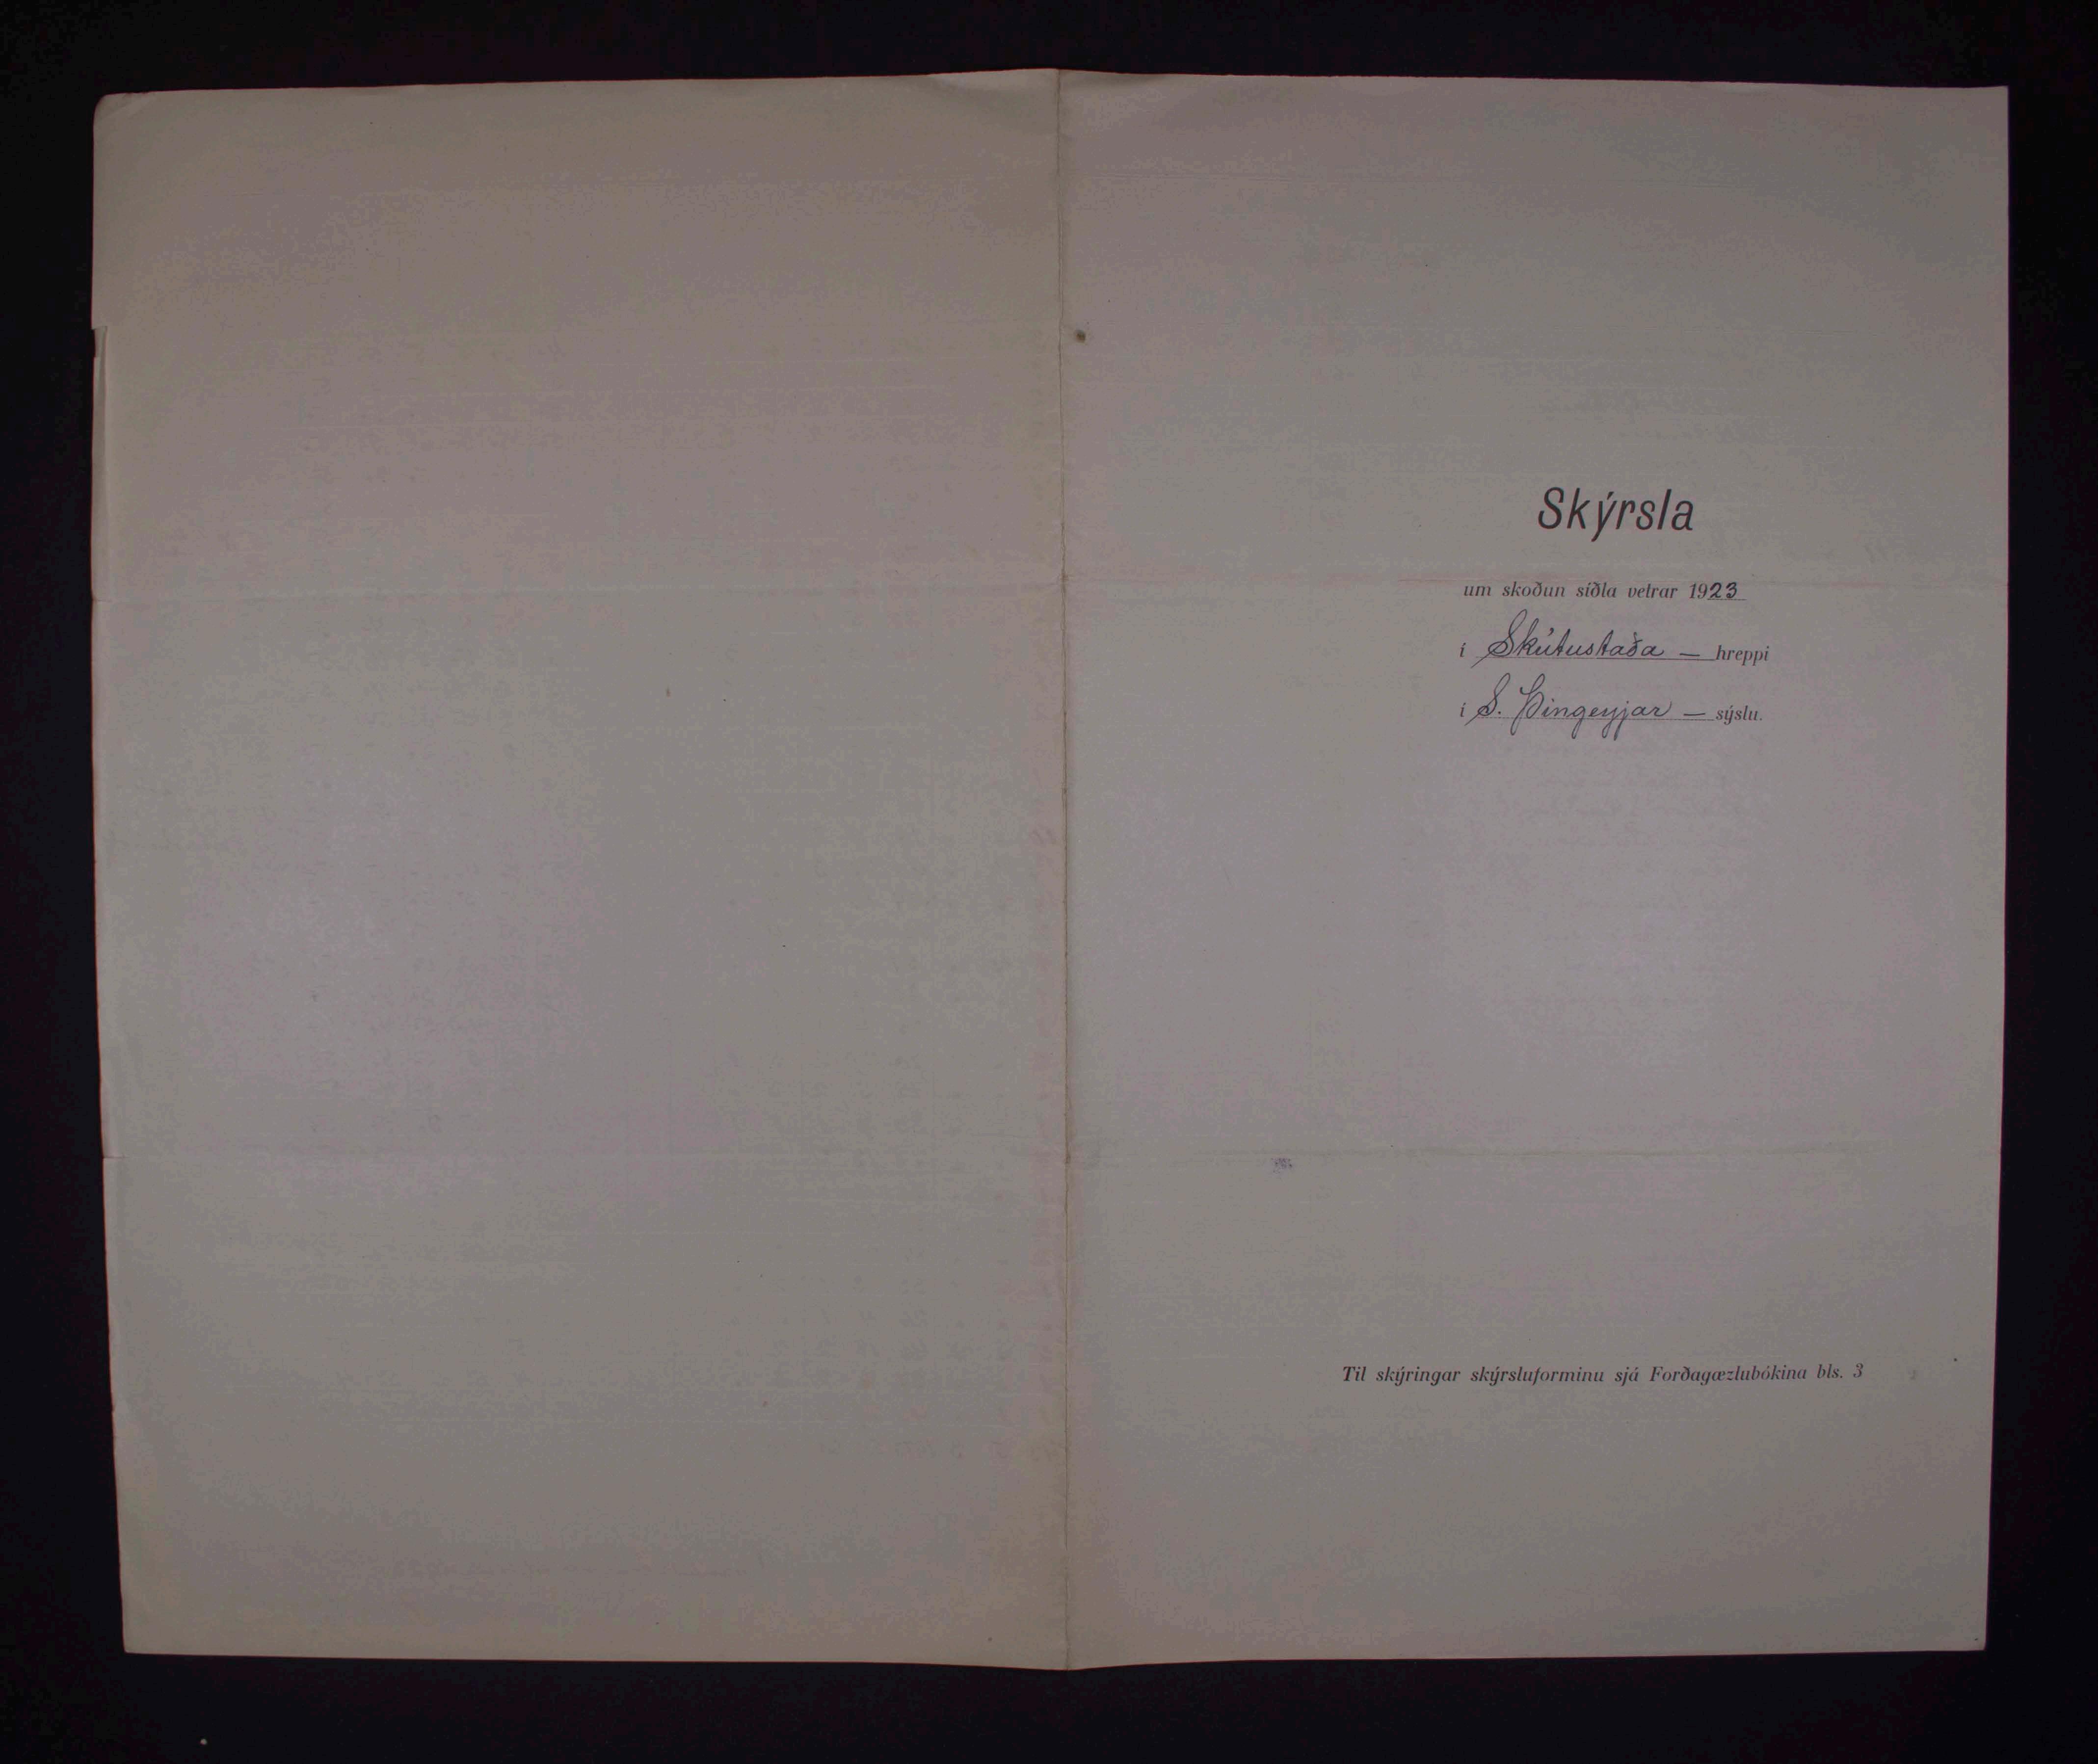 Skýrsla
um skoðun síðla vetrar 1923
í Skútustaða — hreppi
í S. Þingeyjar — sýslu.
Til skýringar skýrsluforminu sjá Forðagæzlubókina bls. 3